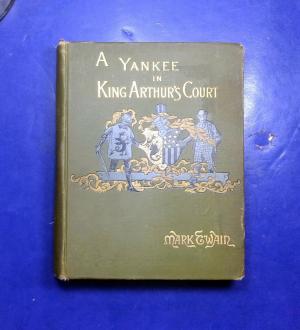 A YANKEE
IN
KING ARTHUR'S COURT
MARK TWAIN